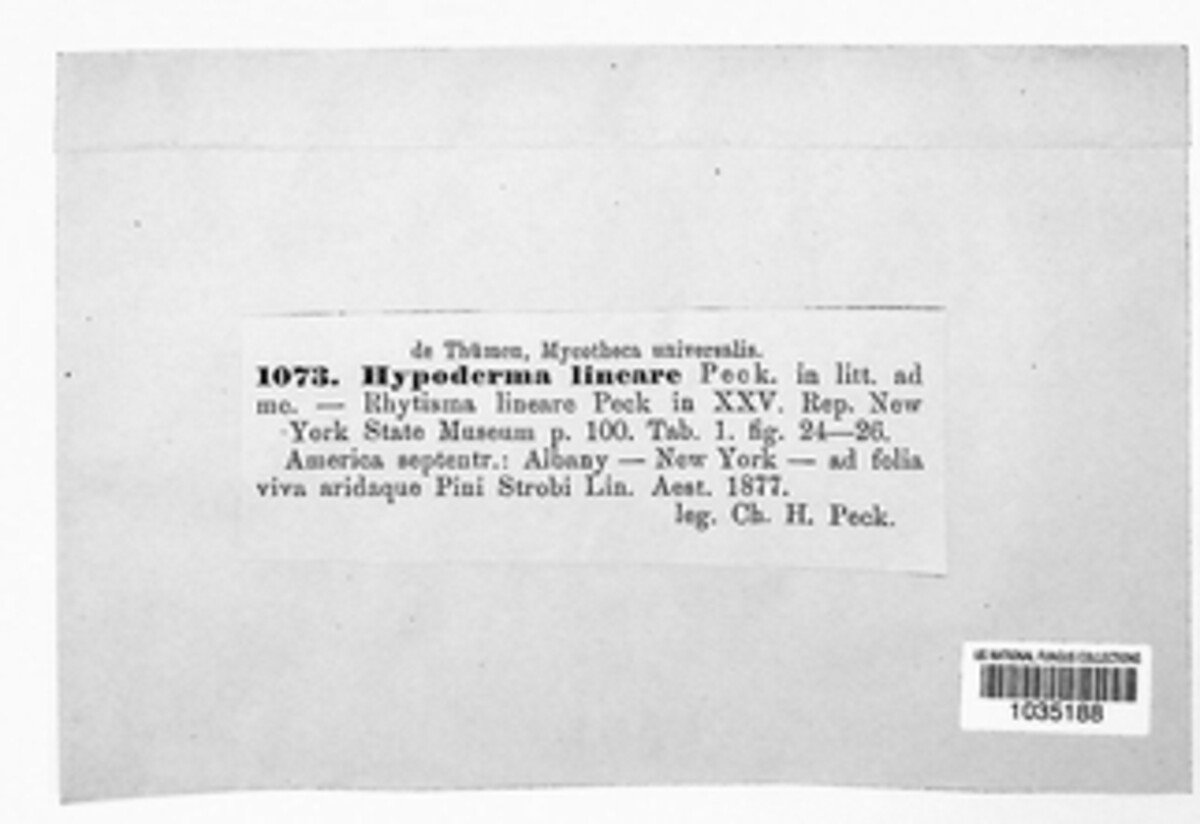 de Thümen, Mycotheca universalis.
1073. Hypoderma lineare Peck. in litt. ad
me. — Rhytisma lineare Peck in XXV. Rep. New
York State Museum p. 100. Tab. 1. fig. 24—26.
America septentr.: Albany — New York — ad folia
viva aridaque Pini Strobi Lin. Aest. 1877.
leg. Ch. H. Peck.
US NATIONAL FUNGUS COLLECTIONS
1035188